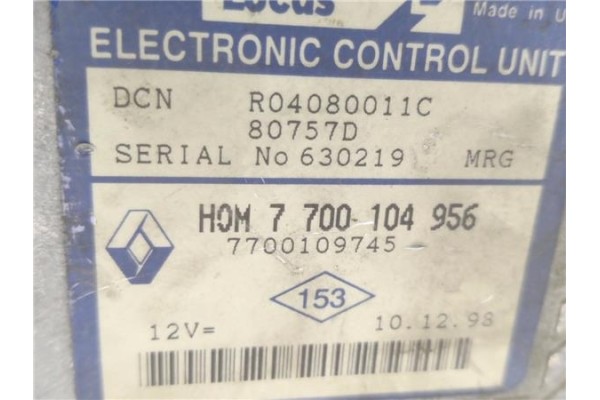 Lucas
Made in U
ELECTRONIC CONTROL UNIT
DCN R04080011C
80757D
SERIAL No 630219 MRG
HOM 7 700 104 956
7700109745
153
12V= 10.12.98